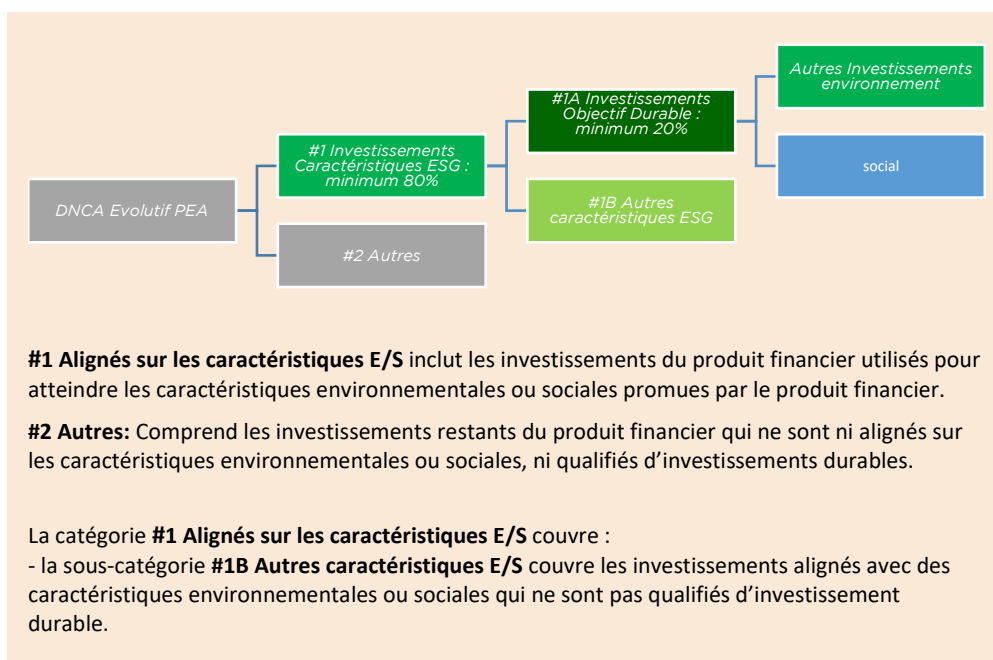 DNCA Evolutif PEA
#1 Investissements
Caractéristiques ESG :
minimum 80%
#2 Autres
#1A Investissements
Objectif Durable :
minimum 20%
#1B Autres
caractéristiques ESG
Autres Investissements
environnement
social
#1 Alignés sur les caractéristiques E/S inclut les investissements du produit financier utilisés pour
atteindre les caractéristiques environnementales ou sociales promues par le produit financier.
#2 Autres: Comprend les investissements restants du produit financier qui ne sont ni alignés sur
les caractéristiques environnementales ou sociales, ni qualifiés d’investissements durables.
La catégorie #1 Alignés sur les caractéristiques E/S couvre :
- la sous-catégorie #1B Autres caractéristiques E/S couvre les investissements alignés avec des
caractéristiques environnementales ou sociales qui ne sont pas qualifiés d’investissement
durable.